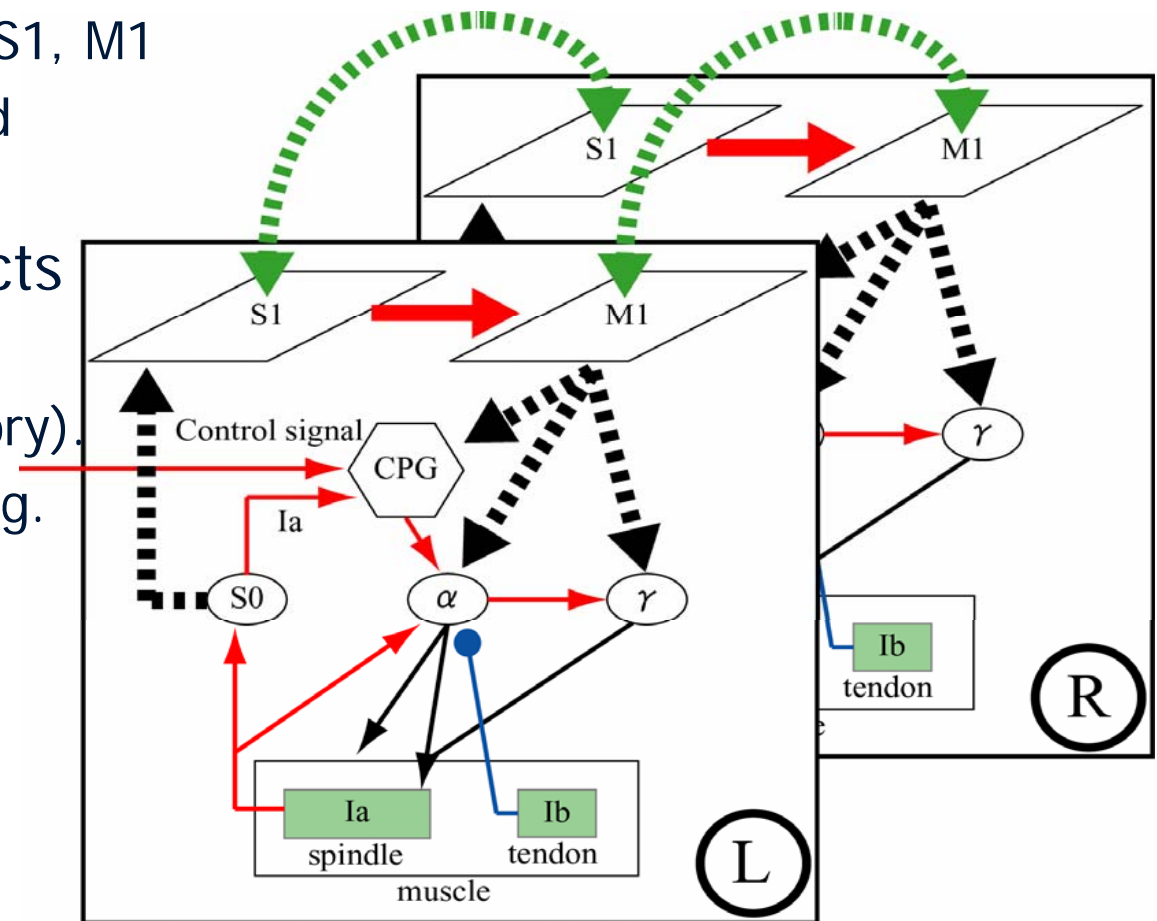 S1, M1
d
cts
ory).
g.
S1
M1
γ
Ib
tendon
e
R
S1
M1
Control signal
CPG
Ia
S0
α
γ
Ia
Ib
spindle
tendon
muscle
L